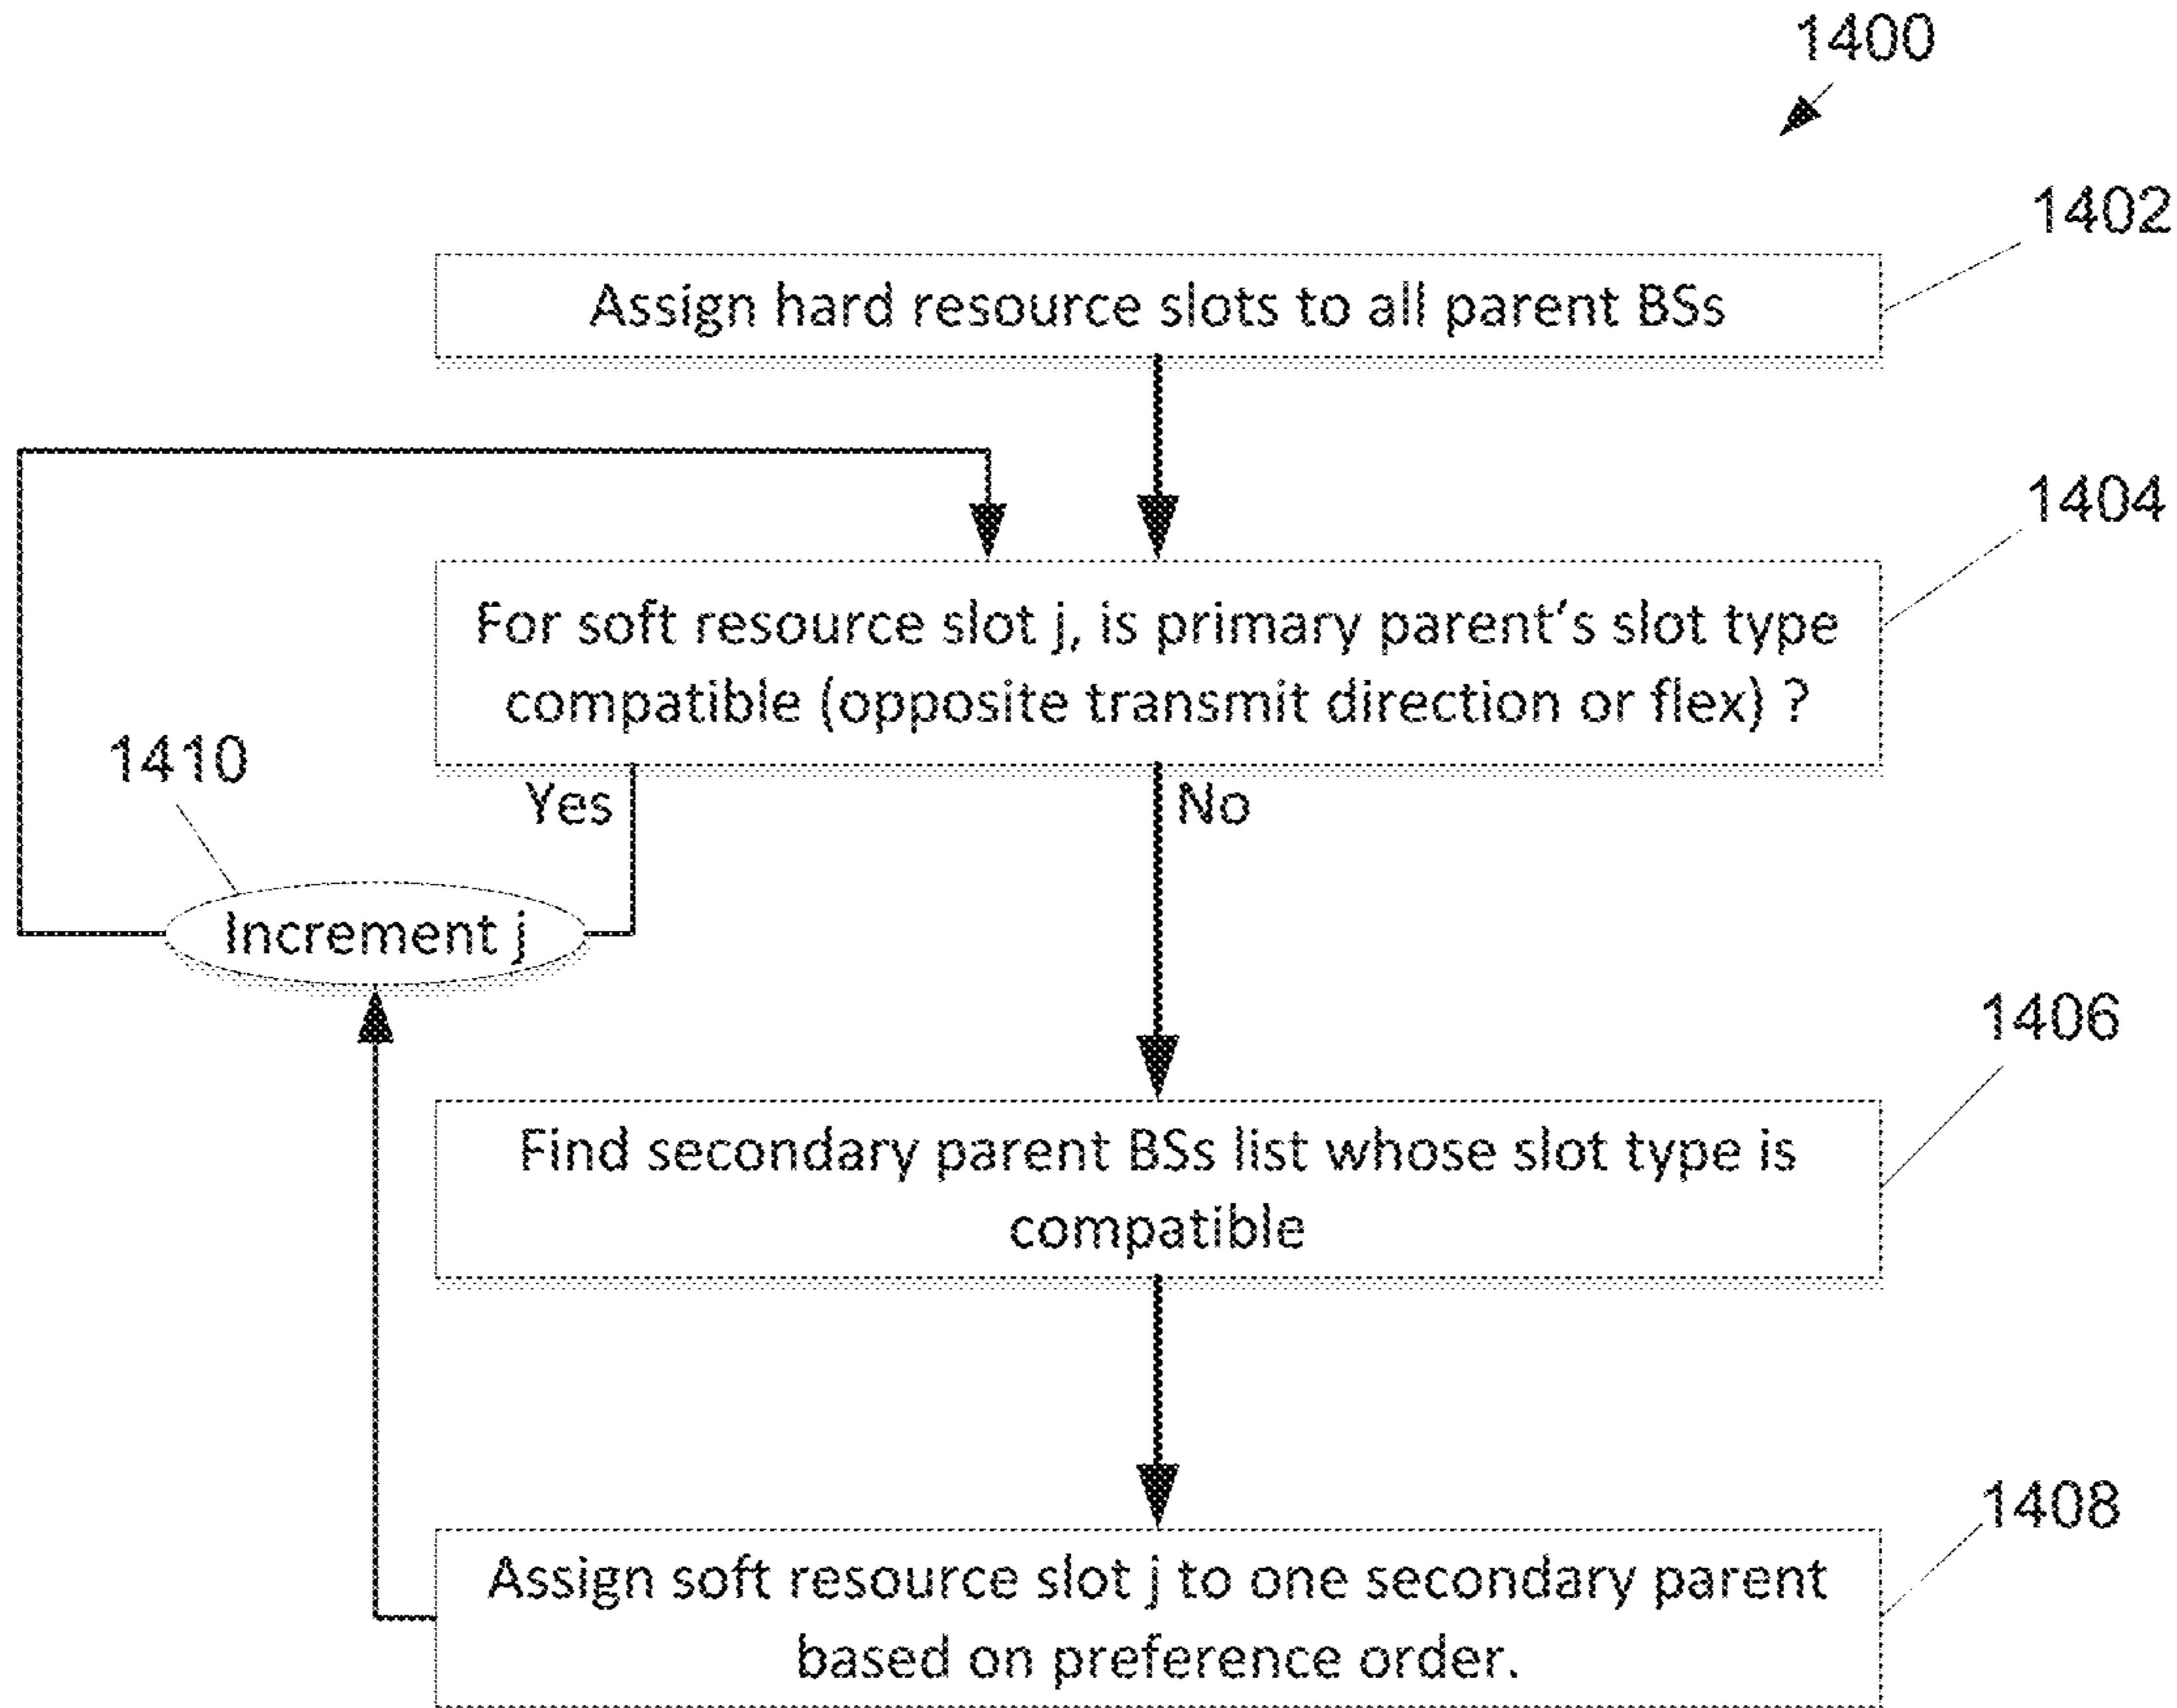 1400
1402
Assign hard resource slots to all parent BSs
1404
For soft resource slot j, is primary parent's slot type
compatible (opposite transmit direction or flex) ?
1410
Yes
No
Increment j
1406
Find secondary parent BSs list whose slot type is
compatible
1408
Assign soft resource slot j to one secondary parent
based on preference order.